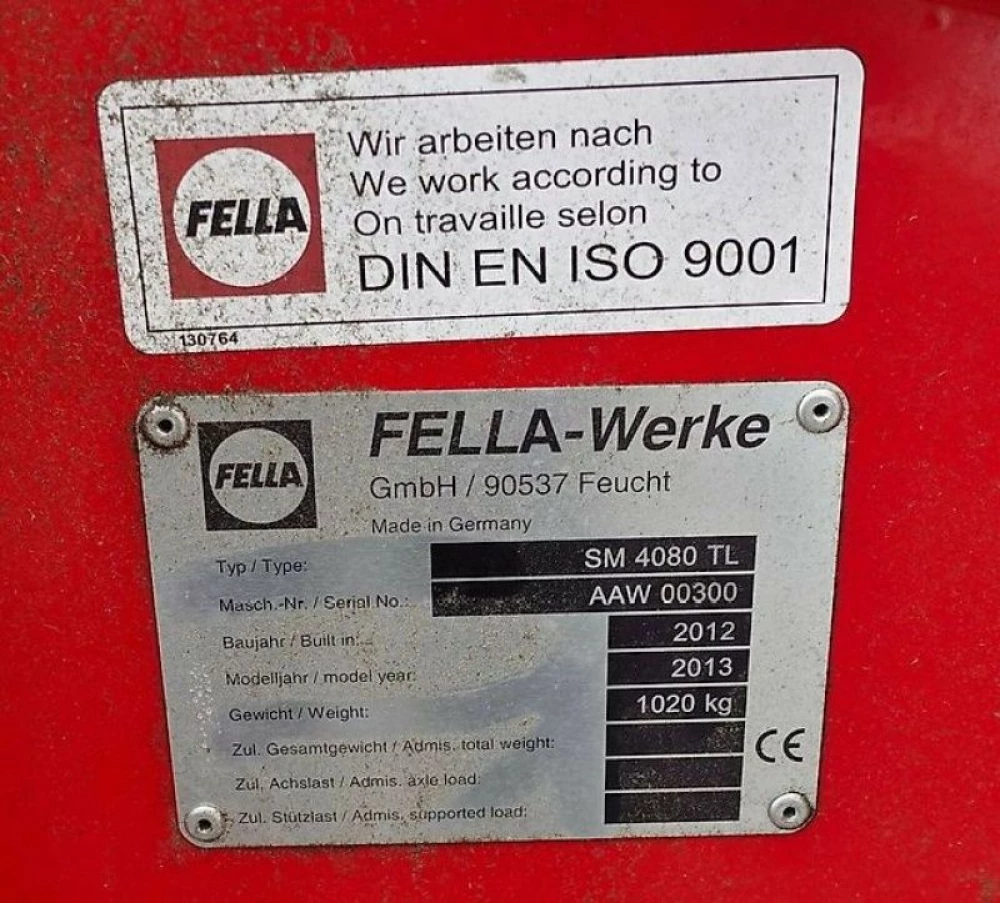 FELLA
Wir arbeiten nach
We work according to
On travaille selon
DIN EN ISO 9001
130764
FELLA
FELLA-Werke
GmbH / 90537 Feucht
Made in Germany
Typ / Type: SM 4080 TL
Masch.-Nr. / Serial No.: AAW 00300
Baujahr / Built in: 2012
Modelljahr / model year: 2013
Gewicht / Weight: 1020 kg
Zul. Gesamtgewicht / Admis. total weight:
CE
Zul. Achslast / Admis. axle load:
Zul. Stützlast / Admis. supported load: